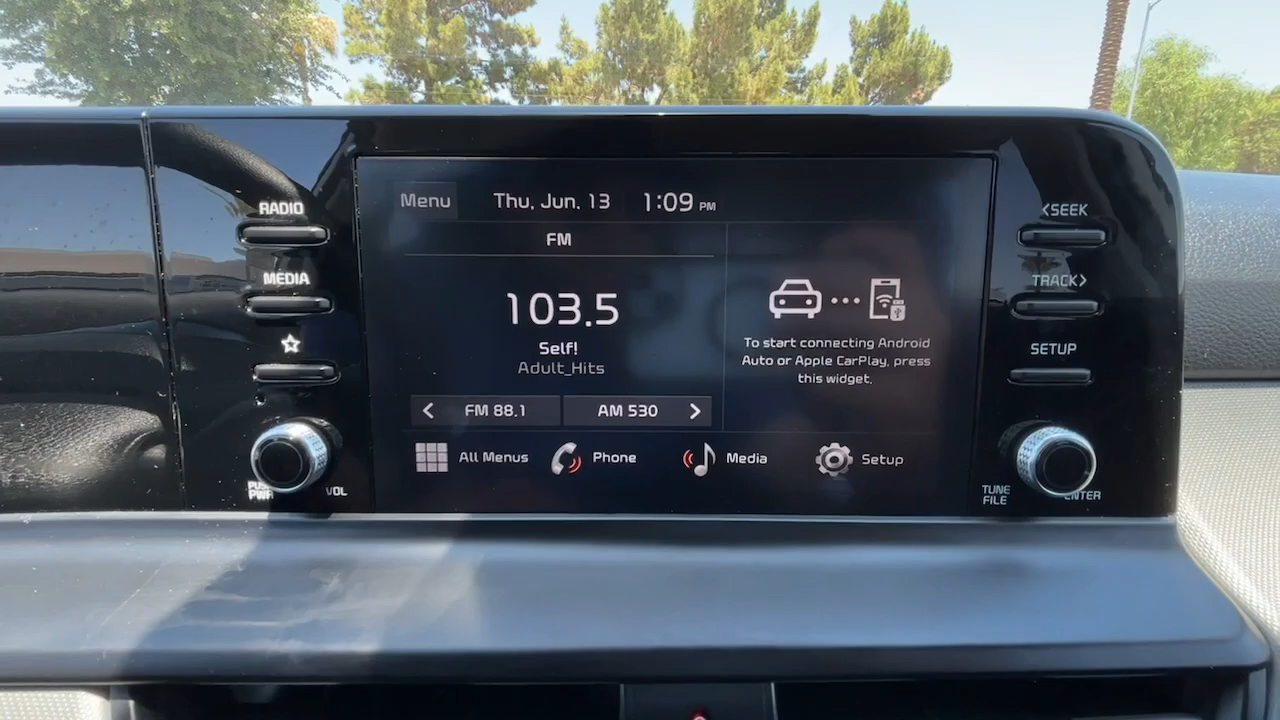 RADIO
MEDIA
PUSH
PWR
VOL
Menu
Thu, Jun. 13
1:09 PM
FM
103.5
Self!
Adult_Hits
< FM 88.1
AM 530 >
To start connecting Android
Auto or Apple CarPlay, press
this widget.
All Menus
Phone
Media
Setup
<SEEK
TRACK>
SETUP
TUNE
FILE
ENTER